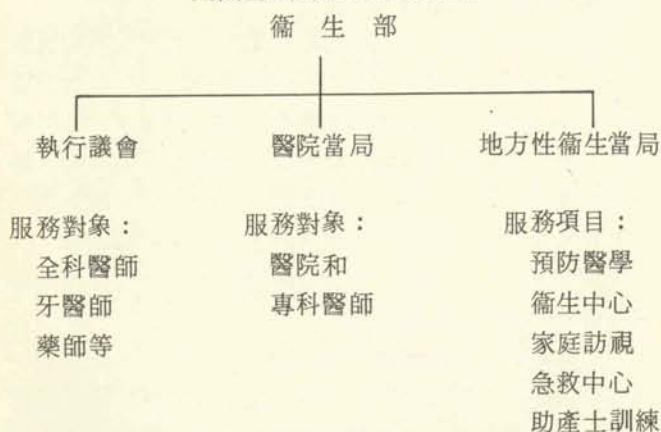 衞生部
執行議會
醫院當局
地方性衞生當局
服務對象：
全科醫師
牙醫師
藥師等
服務對象：
醫院和
專科醫師
服務項目：
預防醫學
衞生中心
家庭訪視
急救中心
助產士訓練